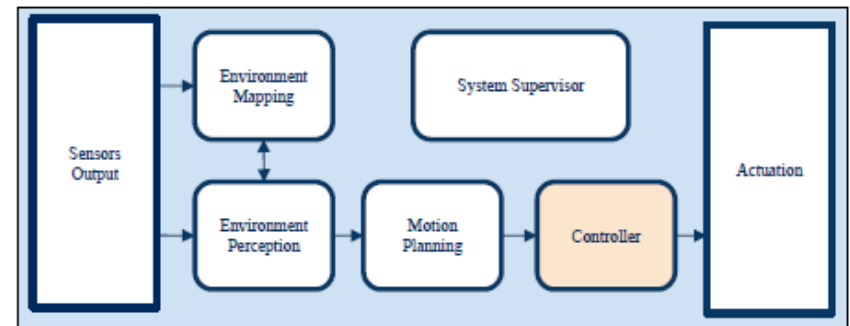 Sensors
Output
Environment
Mapping
System Supervisor
Environment
Perception
Motion
Planning
Controller
Actuation